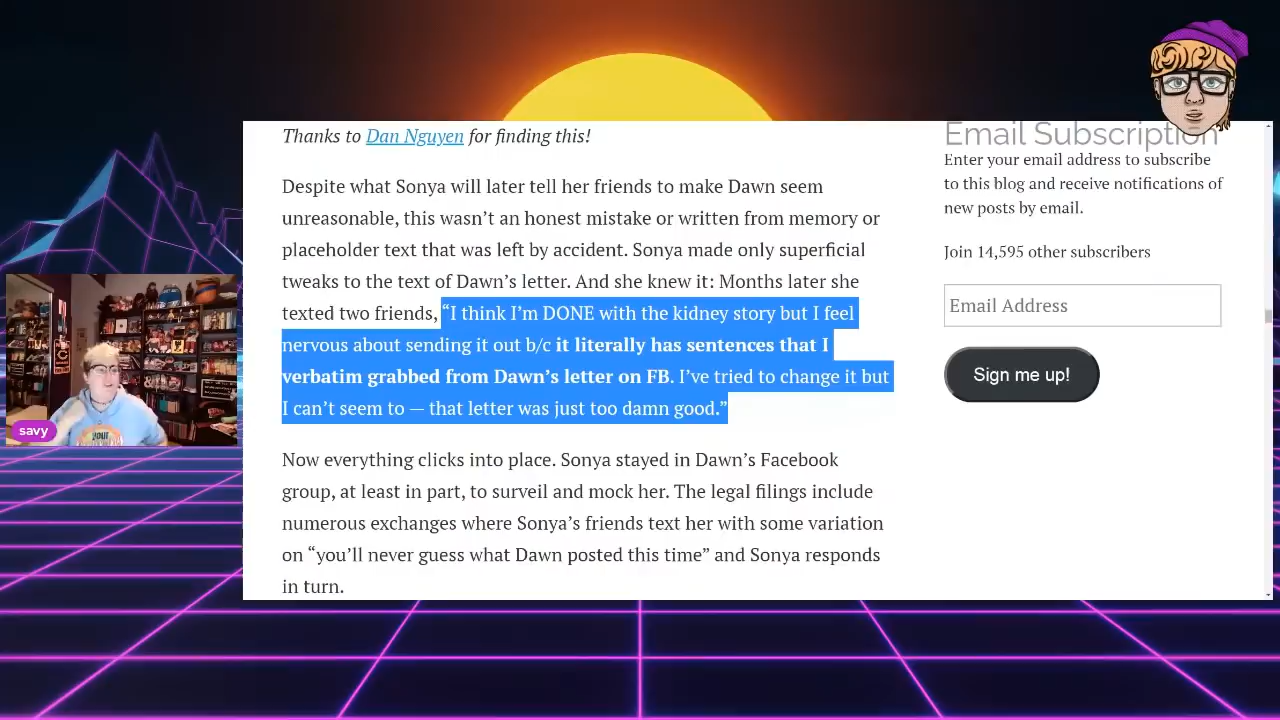 Thanks to Dan Nguyen for finding this!
Despite what Sonya will later tell her friends to make Dawn seem
unreasonable, this wasn’t an honest mistake or written from memory or
placeholder text that was left by accident. Sonya made only superficial
tweaks to the text of Dawn’s letter. And she knew it: Months later she
texted two friends, “I think I’m DONE with the kidney story but I feel
nervous about sending it out b/c it literally has sentences that I
verbatim grabbed from Dawn’s letter on FB. I’ve tried to change it but
I can’t seem to — that letter was just too damn good.”
Now everything clicks into place. Sonya stayed in Dawn’s Facebook
group, at least in part, to surveil and mock her. The legal filings include
numerous exchanges where Sonya’s friends text her with some variation
on “you’ll never guess what Dawn posted this time” and Sonya responds
in turn.
Email Subscription
Enter your email address to subscribe
to this blog and receive notifications of
new posts by email.
Join 14,595 other subscribers
Email Address
Sign me up!
savy